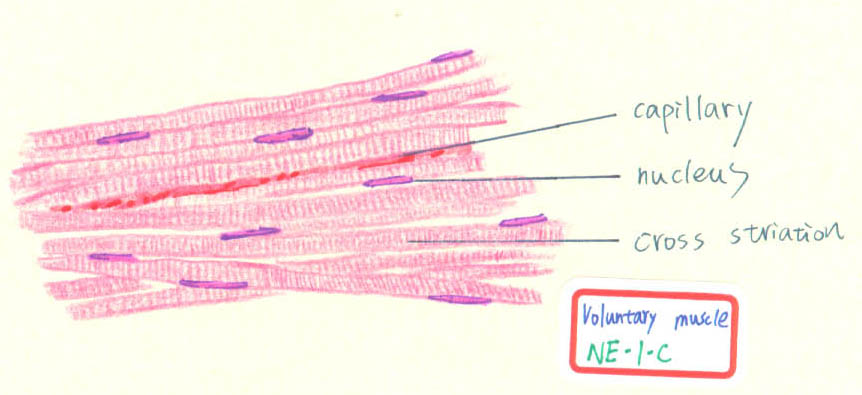 capillary
nucleus
cross striation
Voluntary muscle
NE-1-C